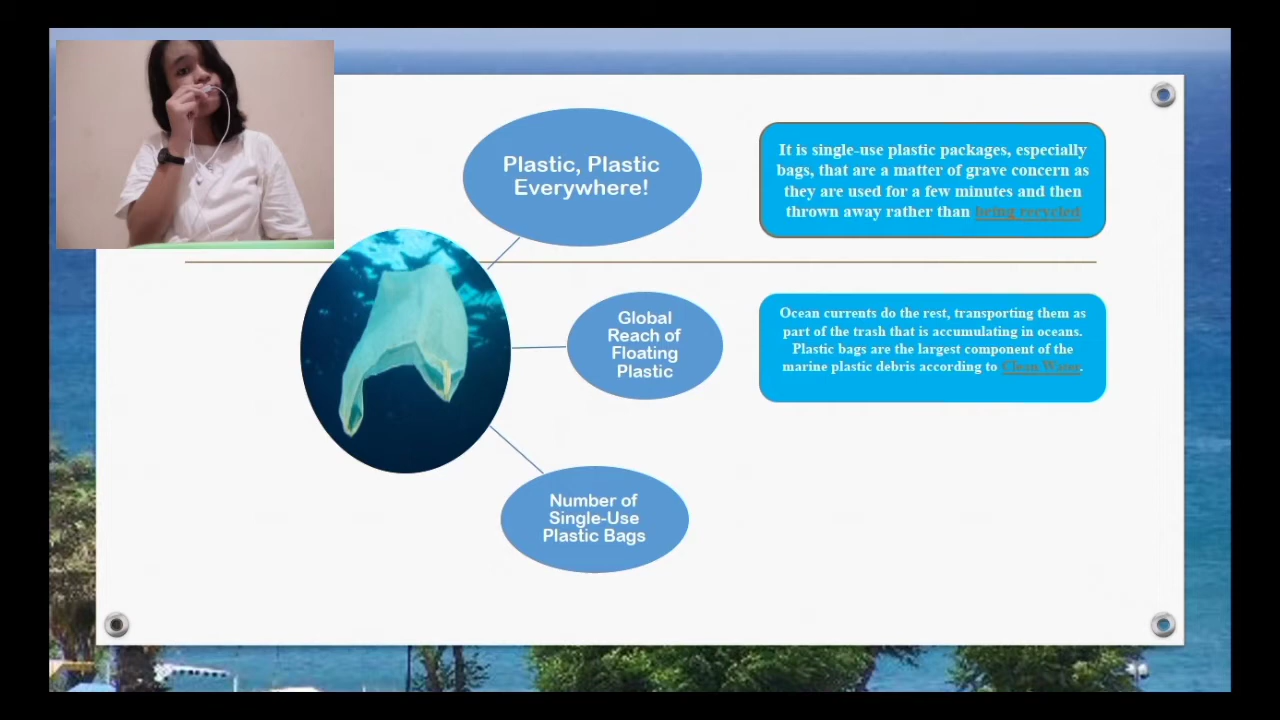 Plastic, Plastic
Everywhere!
It is single-use plastic packages, especially
bags, that are a matter of grave concern as
they are used for a few minutes and then
thrown away rather than being recycled
Global
Reach of
Floating
Plastic
Ocean currents do the rest, transporting them as
part of the trash that is accumulating in oceans.
Plastic bags are the largest component of the
marine plastic debris according to Clean Water.
Number of
Single-Use
Plastic Bags